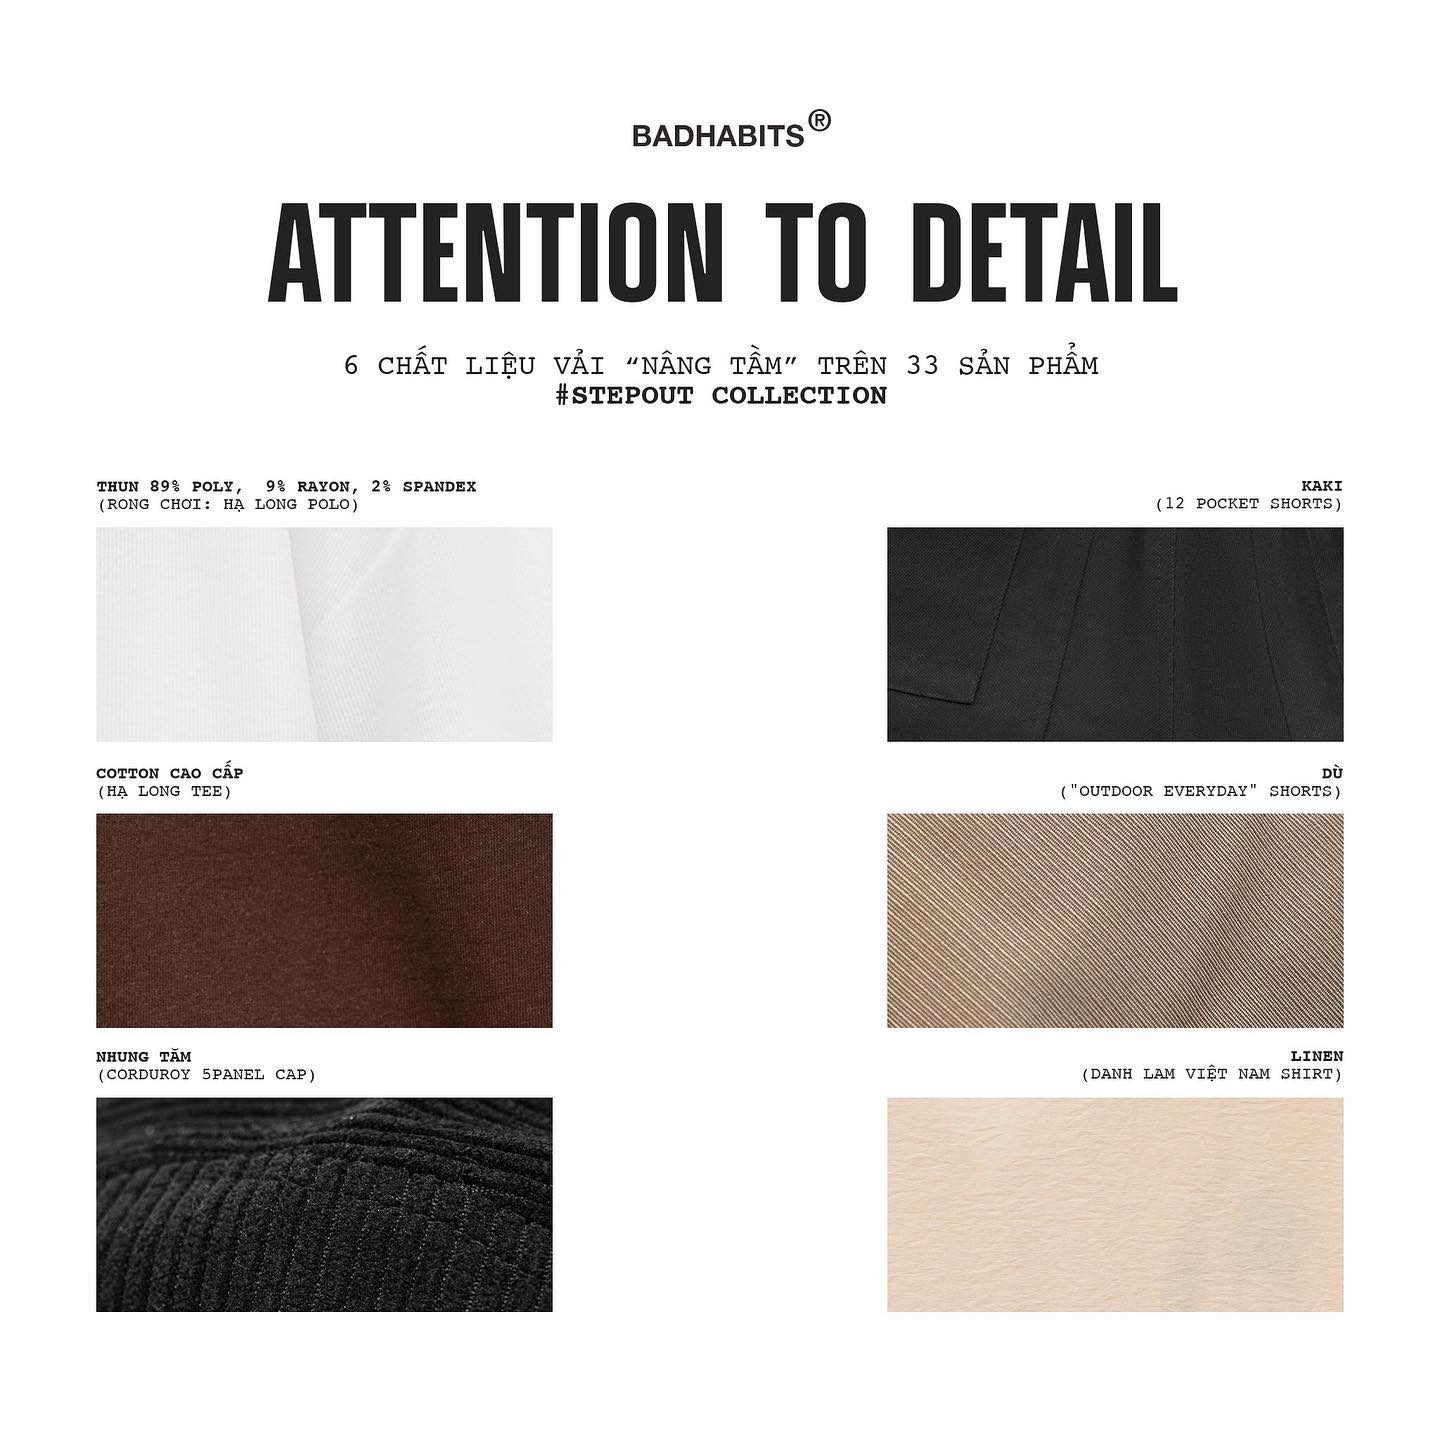 BADHABITS®
ATTENTION TO DETAIL
6 CHẤT LIỆU VẢI “NÂNG TẦM” TRÊN 33 SẢN PHẨM
#STEPOUT COLLECTION
THUN 89% POLY, 9% RAYON, 2% SPANDEX
(RONG CHƠI: HẠ LONG POLO)
KAKI
(12 POCKET SHORTS)
COTTON CAO CẤP
(HẠ LONG TEE)
DÙ
("OUTDOOR EVERYDAY" SHORTS)
NHUNG TĂM
(CORDUROY 5PANEL CAP)
LINEN
(DANH LAM VIỆT NAM SHIRT)